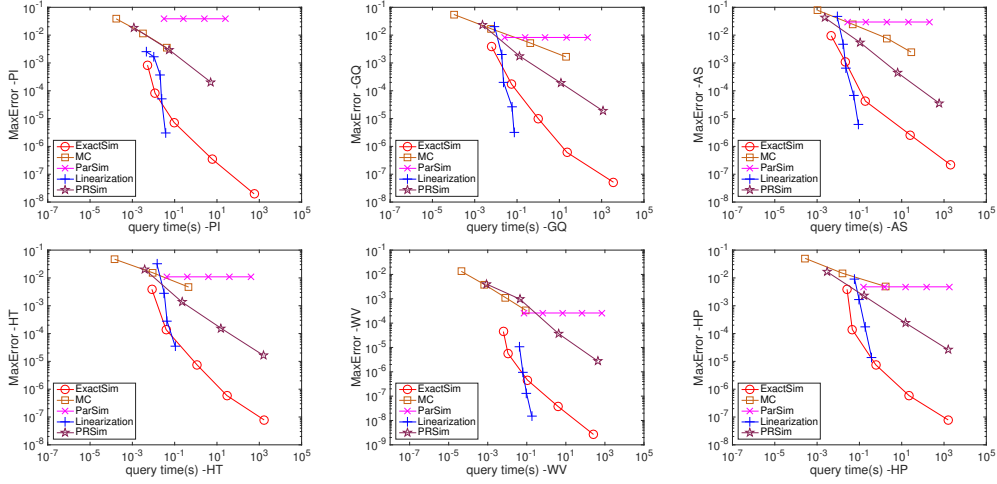 10^-1
10^-2
10^-3
10^-4
10^-5
10^-6
10^-7
10^-8
MaxError -PI
ExactSim
MC
ParSim
Linearization
PRSim
10^-7 10^-5 10^-3 10^-1 10^1 10^3 10^5
query time(s) -PI
10^-1
10^-2
10^-3
10^-4
10^-5
10^-6
10^-7
10^-8
MaxError -GQ
ExactSim
MC
ParSim
Linearization
PRSim
10^-7 10^-5 10^-3 10^-1 10^1 10^3 10^5
query time(s) -GQ
10^-1
10^-2
10^-3
10^-4
10^-5
10^-6
10^-7
10^-8
MaxError -AS
ExactSim
MC
ParSim
Linearization
PRSim
10^-7 10^-5 10^-3 10^-1 10^1 10^3 10^5
query time(s) -AS
10^-1
10^-2
10^-3
10^-4
10^-5
10^-6
10^-7
10^-8
MaxError -HT
ExactSim
MC
ParSim
Linearization
PRSim
10^-7 10^-5 10^-3 10^-1 10^1 10^3 10^5
query time(s) -HT
10^-1
10^-2
10^-3
10^-4
10^-5
10^-6
10^-7
10^-8
10^-9
MaxError -WV
ExactSim
MC
ParSim
Linearization
PRSim
10^-7 10^-5 10^-3 10^-1 10^1 10^3 10^5
query time(s) -WV
10^-1
10^-2
10^-3
10^-4
10^-5
10^-6
10^-7
10^-8
MaxError -HP
ExactSim
MC
ParSim
Linearization
PRSim
10^-7 10^-5 10^-3 10^-1 10^1 10^3 10^5
query time(s) -HP